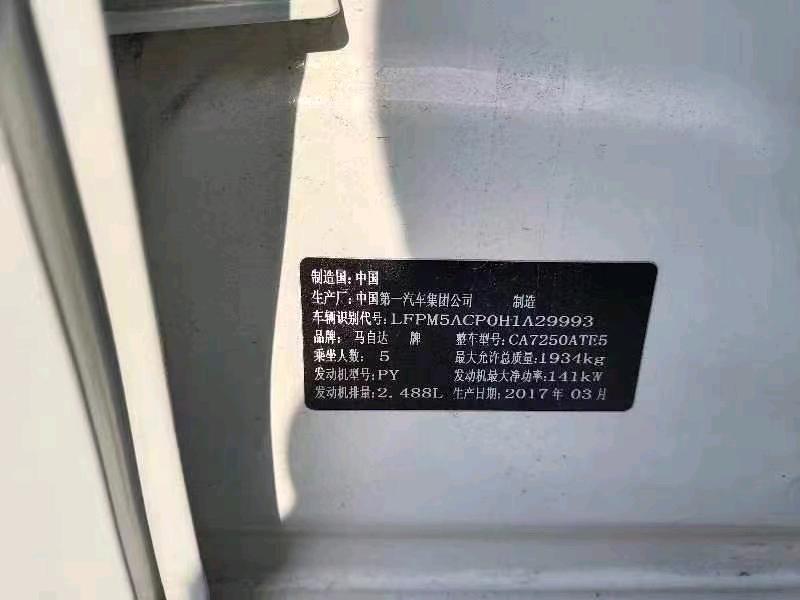 制造国:中国
生产厂:中国第一汽车集团公司 制造
车辆识别代号:LFPM5ACP0H1A29993
品牌:马自达 牌 整车型号:CA7250ATE5
乘坐人数:5 最大允许总质量:1934kg
发动机型号:PY 发动机最大净功率:141kW
发动机排量:2.488L 生产日期:2017年03月